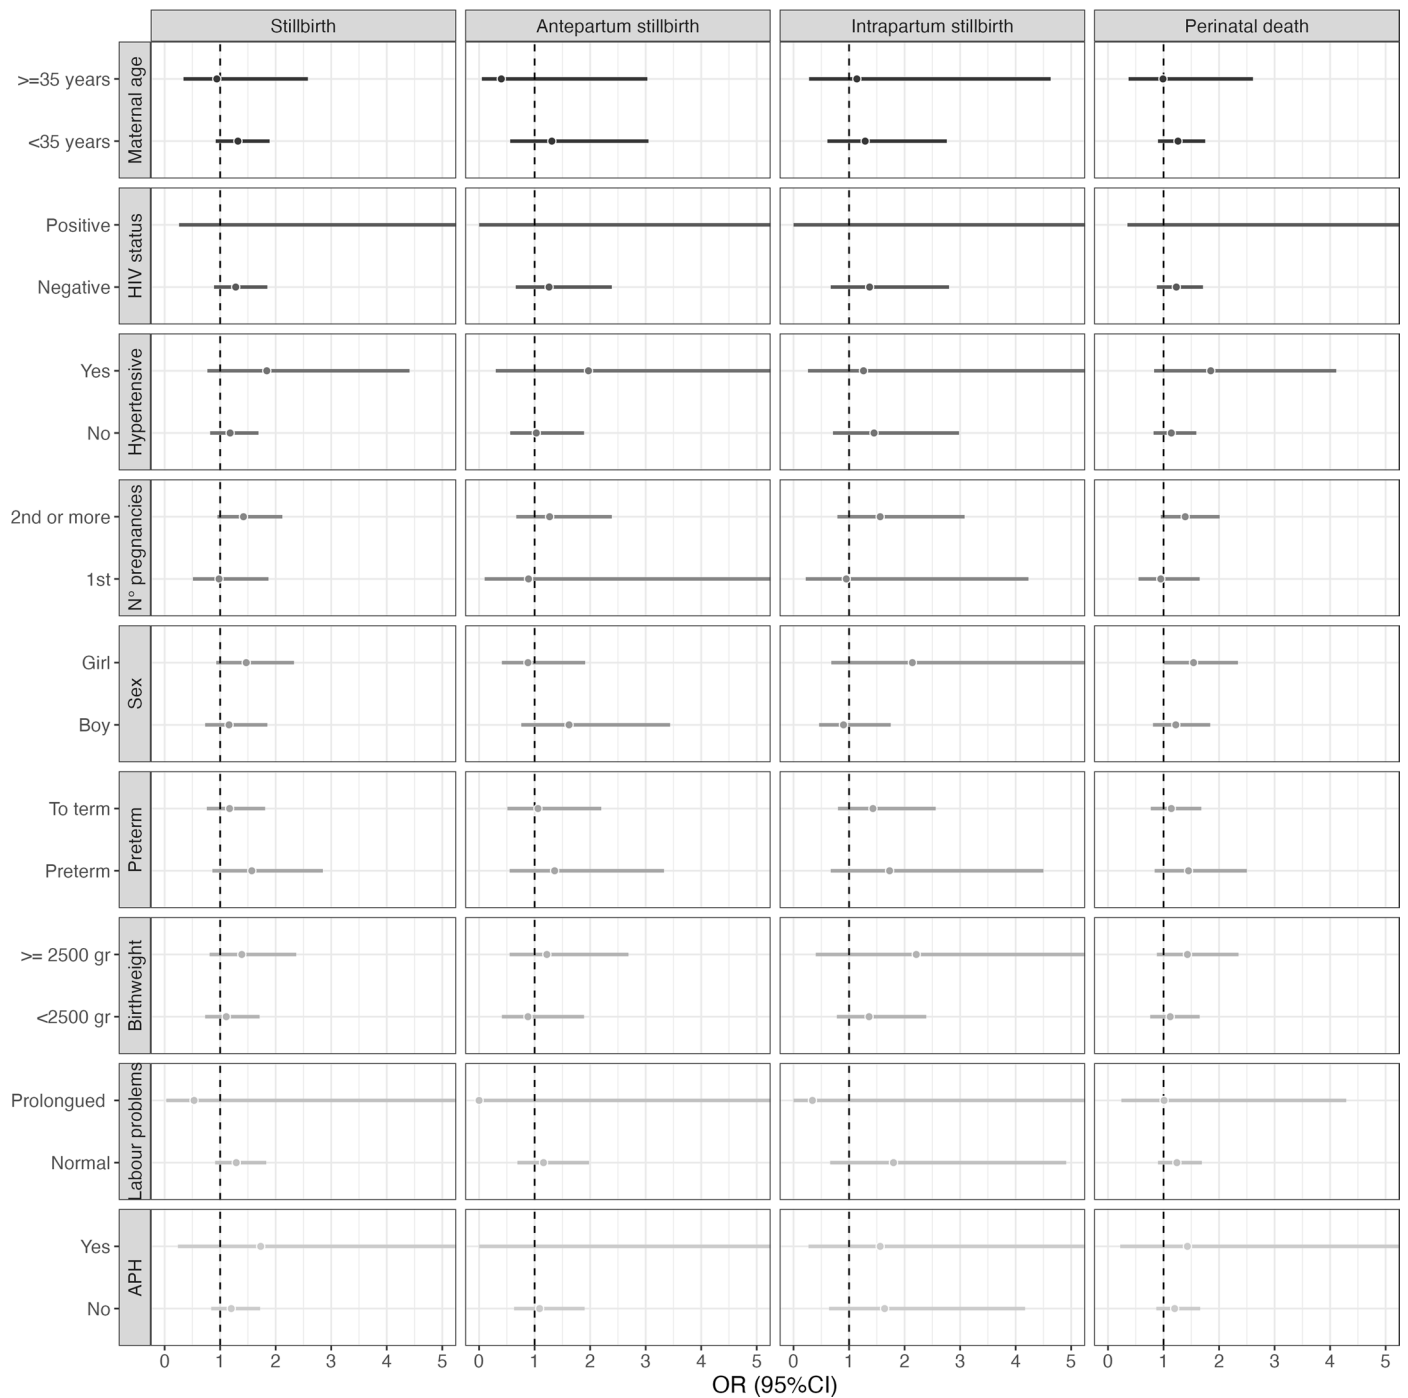 Stillbirth
Antepartum stillbirth
Intrapartum stillbirth
Perinatal death
Maternal age
>=35 years
<35 years
HIV status
Positive
Negative
Hypertensive
Yes
No
N° pregnancies
2nd or more
1st
Sex
Girl
Boy
Preterm
To term
Preterm
Birthweight
>= 2500 gr
<2500 gr
Labour problems
Prolongued
Normal
APH
Yes
No
0 1 2 3 4 5
0 1 2 3 4 5
0 1 2 3 4 5
0 1 2 3 4 5
OR (95%CI)